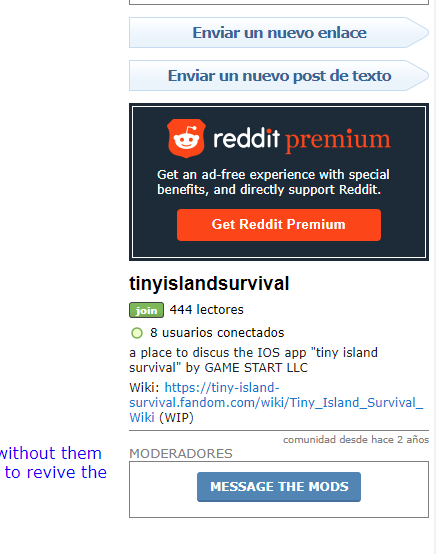 Enviar un nuevo enlace
Enviar un nuevo post de texto
reddit premium
Get an ad-free experience with special
benefits, and directly support Reddit.
Get Reddit Premium
tinyislandsurvival
join 444 lectores
8 usuarios conectados
a place to discus the IOS app "tiny island
survival" by GAME START LLC
Wiki: https://tiny-island-
survival.fandom.com/wiki/Tiny_Island_Survival_
Wiki (WIP)
comunidad desde hace 2 años
without them
MODERADORES
to revive the
MESSAGE THE MODS